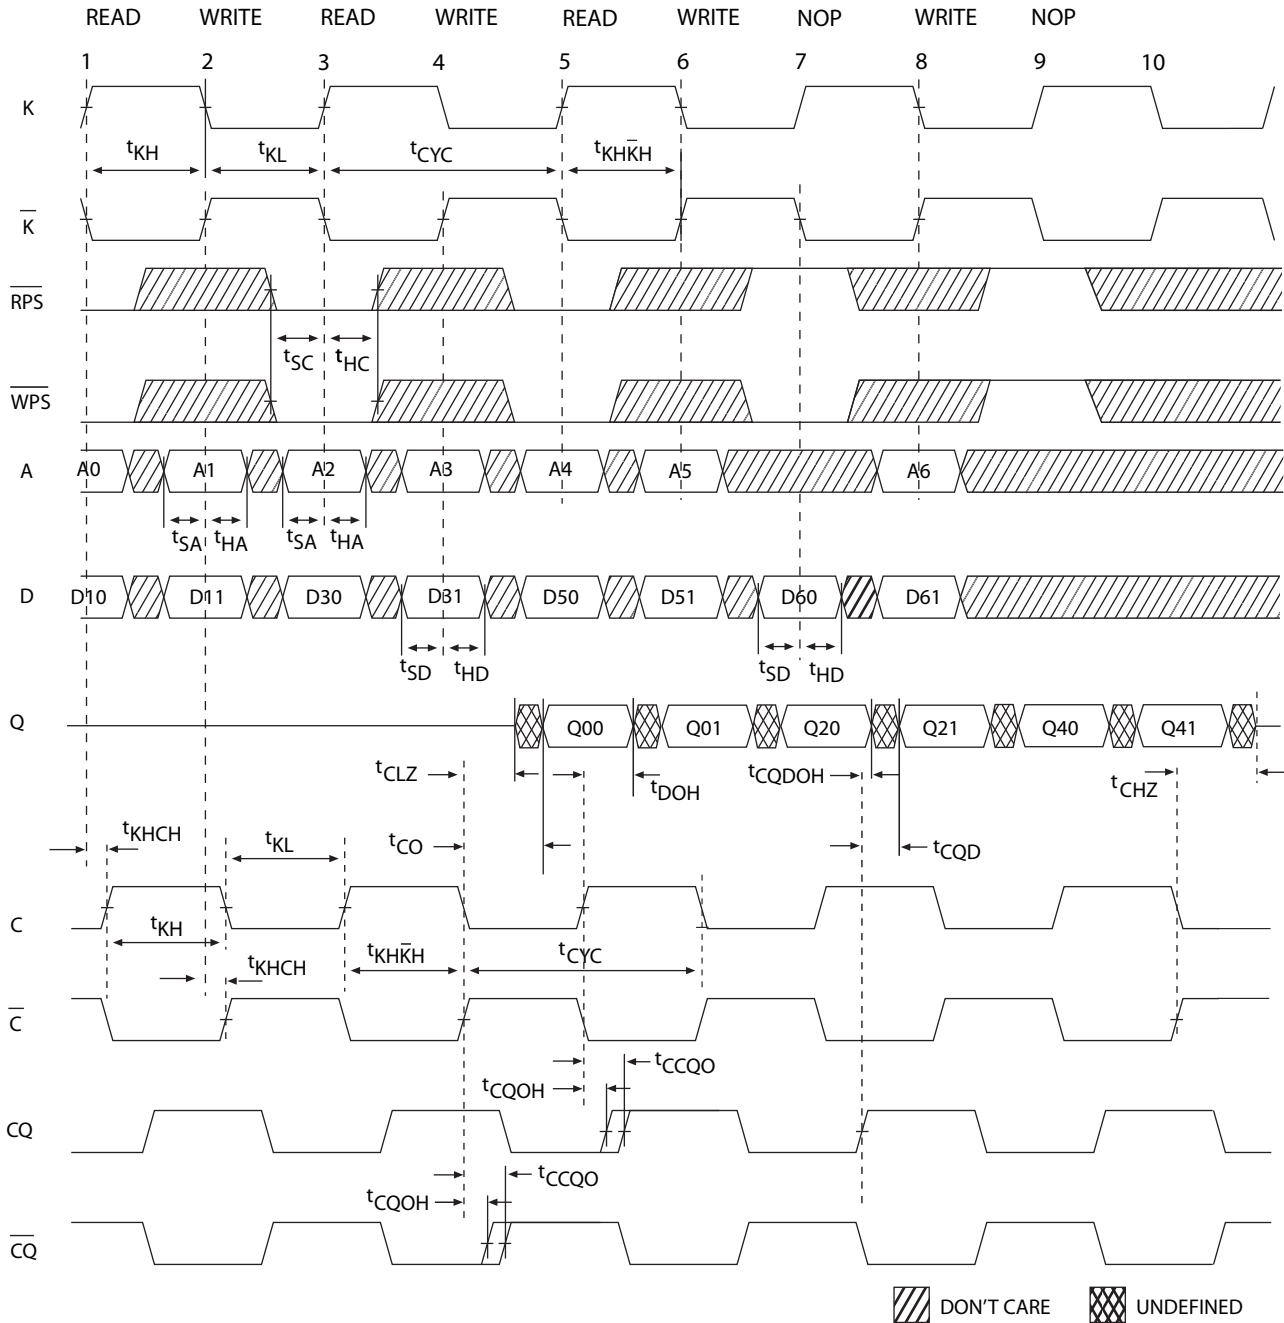 READ WRITE READ WRITE READ WRITE NOP WRITE NOP
1 2 3 4 5 6 7 8 9 10
K
tKH tKL tCYC tKHK̅H
K̅
R̅P̅S̅
tSC tHC
W̅P̅S̅
A A0 A1 A2 A3 A4 A5 A6
tSA tHA tSA tHA
D D10 D11 D30 D31 D50 D51 D60 D61
tSD tHD tSD tHD
Q Q00 Q01 Q20 Q21 Q40 Q41
tCLZ tDOH tCQDOH tCHZ
tKHCH tKL tCO tCQD
C
tKH tKHK̅H tCYC
tKHCH
C̅
tCCQO
tCQOH
CQ
tCCQO
tCQOH
C̅Q̅
DON'T CARE UNDEFINED